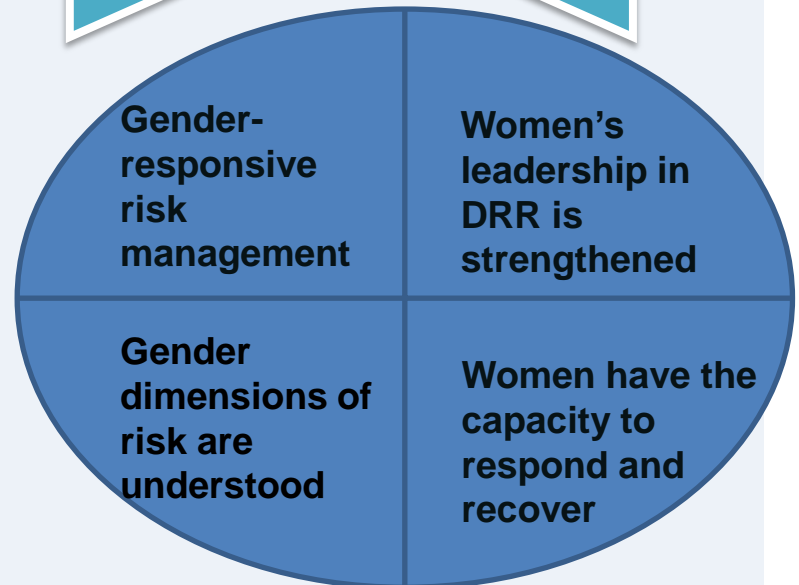 Gender-
responsive
risk
management
Women’s
leadership in
DRR is
strengthened
Gender
dimensions of
risk are
understood
Women have the
capacity to
respond and
recover